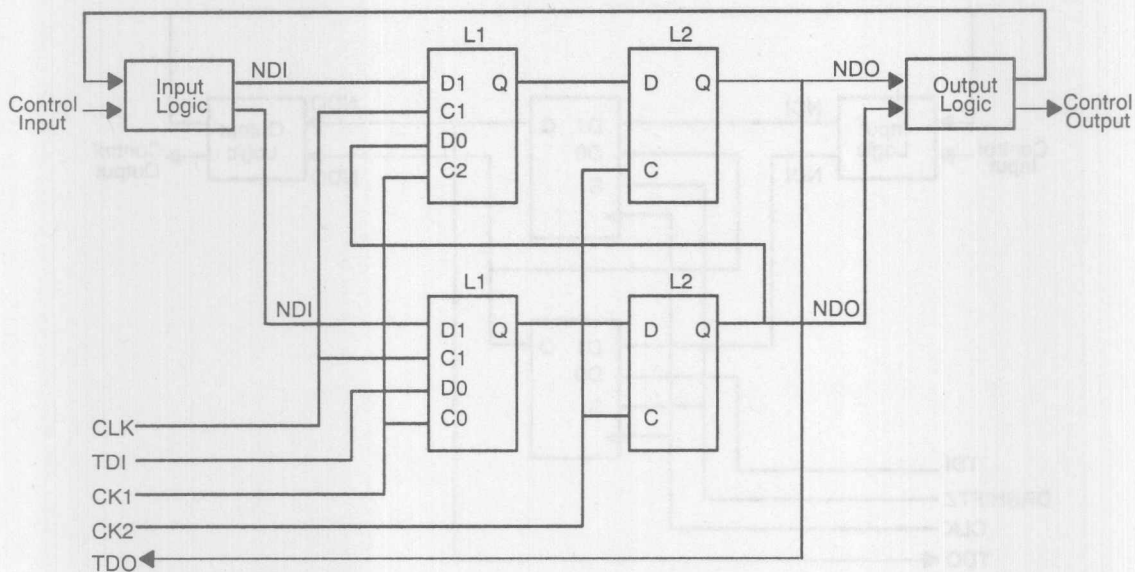 L1
L2
NDI
NDO
Input
Logic
Control
Input
D1
Q
C1
D0
C2
D
Q
C
Output
Logic
Control
Output
L1
L2
NDI
NDO
D1
Q
C1
D0
C0
D
Q
C
CLK
TDI
CK1
CK2
TDO